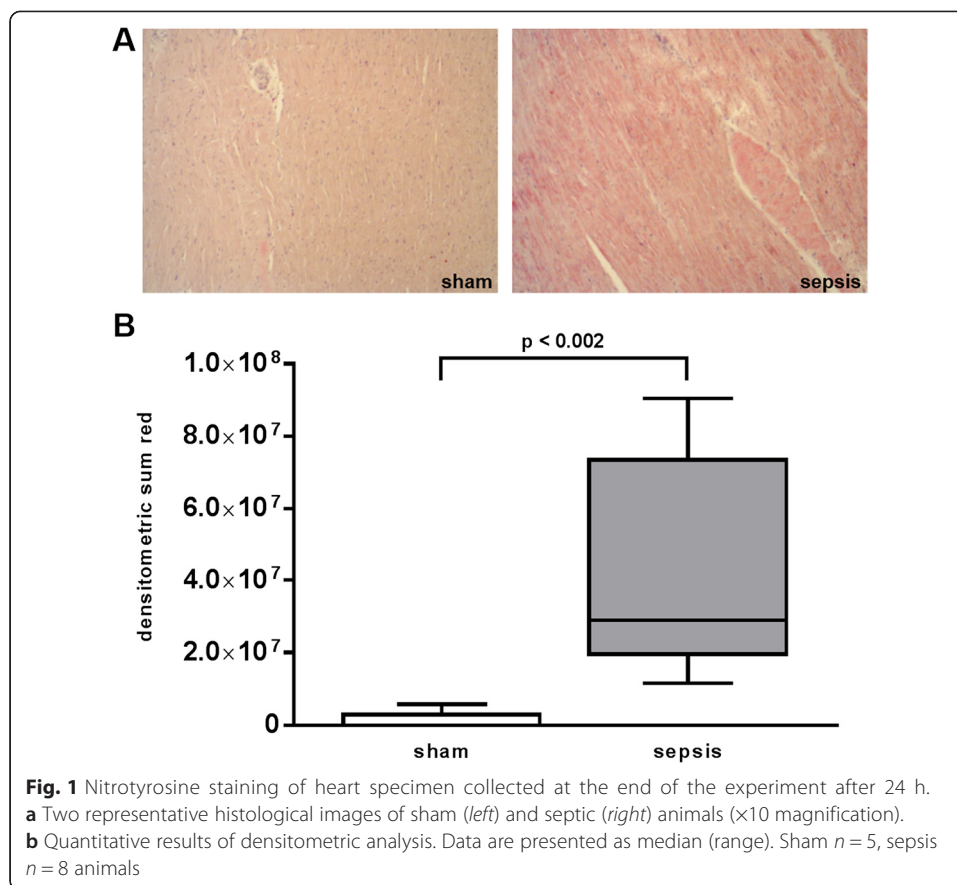 A
sham
sepsis
B
p < 0.002
densitometric sum red
1.0×10⁸
8.0×10⁷
6.0×10⁷
4.0×10⁷
2.0×10⁷
0
sham
sepsis
Fig. 1 Nitrotyrosine staining of heart specimen collected at the end of the experiment after 24 h.
a Two representative histological images of sham (left) and septic (right) animals (×10 magnification).
b Quantitative results of densitometric analysis. Data are presented as median (range). Sham n = 5, sepsis
n = 8 animals